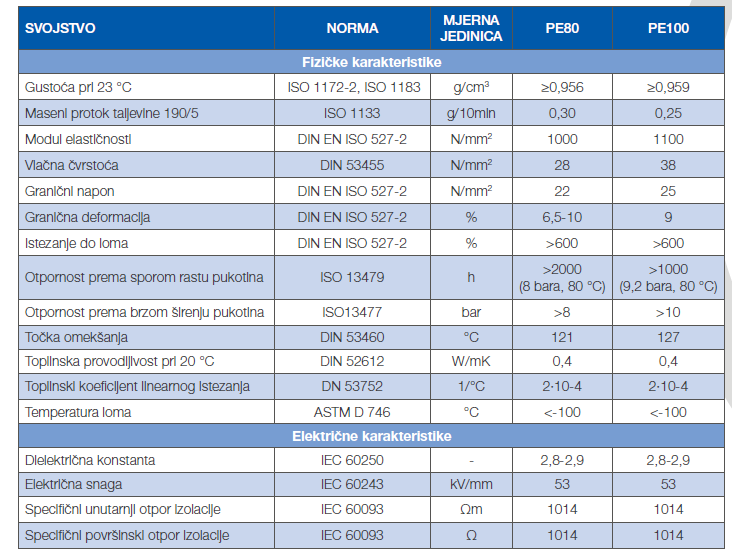 SVOJSTVO NORMA MJERNA JEDINICA PE80 PE100
Fizičke karakteristike
Gustoća pri 23 °C ISO 1172-2, ISO 1183 g/cm³ ≥0,956 ≥0,959
Maseni protok taljevine 190/5 ISO 1133 g/10min 0,30 0,25
Modul elastičnosti DIN EN ISO 527-2 N/mm² 1000 1100
Vlačna čvrstoća DIN 53455 N/mm² 28 38
Granični napon DIN EN ISO 527-2 N/mm² 22 25
Granična deformacija DIN EN ISO 527-2 % 6,5-10 9
Istezanje do loma DIN EN ISO 527-2 % >600 >600
Otpornost prema sporom rastu pukotina ISO 13479 h >2000 (8 bara, 80 °C) >1000 (9,2 bara, 80 °C)
Otpornost prema brzom širenju pukotina ISO13477 bar >8 >10
Točka omekšanja DIN 53460 °C 121 127
Toplinska provodljivost pri 20 °C DIN 52612 W/mK 0,4 0,4
Toplinski koeficijent linearnog istezanja DN 53752 1/°C 2·10-4 2·10-4
Temperatura loma ASTM D 746 °C <-100 <-100
Električne karakteristike
Dielektrična konstanta IEC 60250 - 2,8-2,9 2,8-2,9
Električna snaga IEC 60243 kV/mm 53 53
Specifični unutarnji otpor izolacije IEC 60093 Ωm 1014 1014
Specifični površinski otpor izolacije IEC 60093 Ω 1014 1014